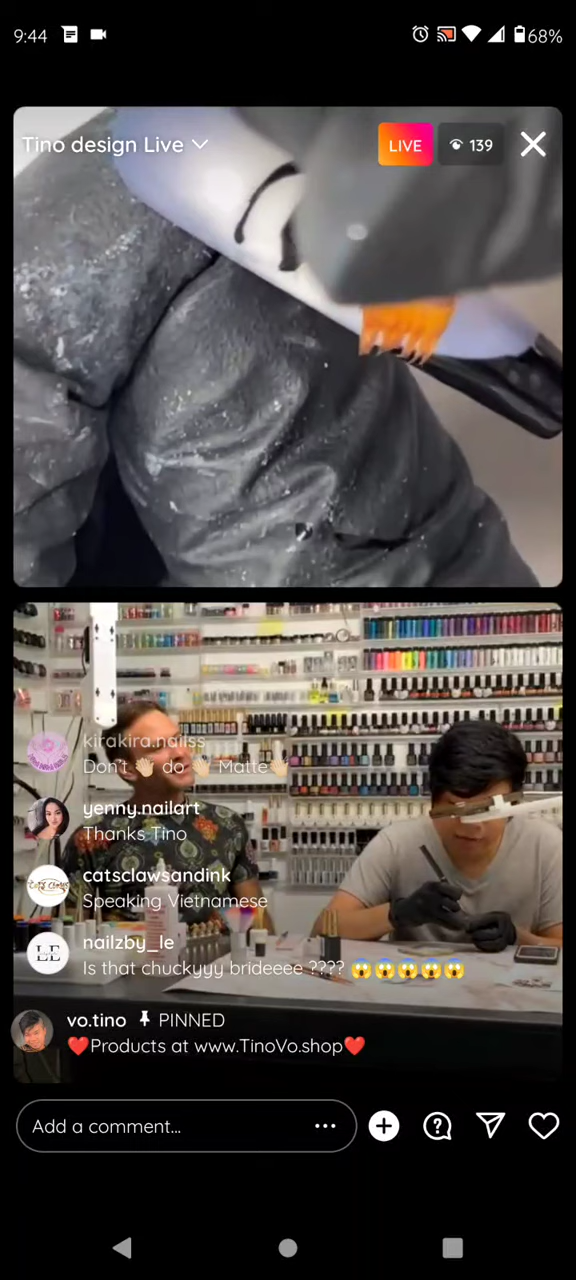 9:44
68%
Tino design Live
LIVE
139
kirakira.nailss
Don't 👋🏻 do 👋🏻 Matte 👋🏻
yenny.nailart
Thanks Tino
catsclawsandink
Speaking Vietnamese
nailzby_le
Is that chuckyyy brideeee ???? 😱😱😱😱😱
vo.tino PINNED
❤️Products at www.TinoVo.shop❤️
Add a comment...